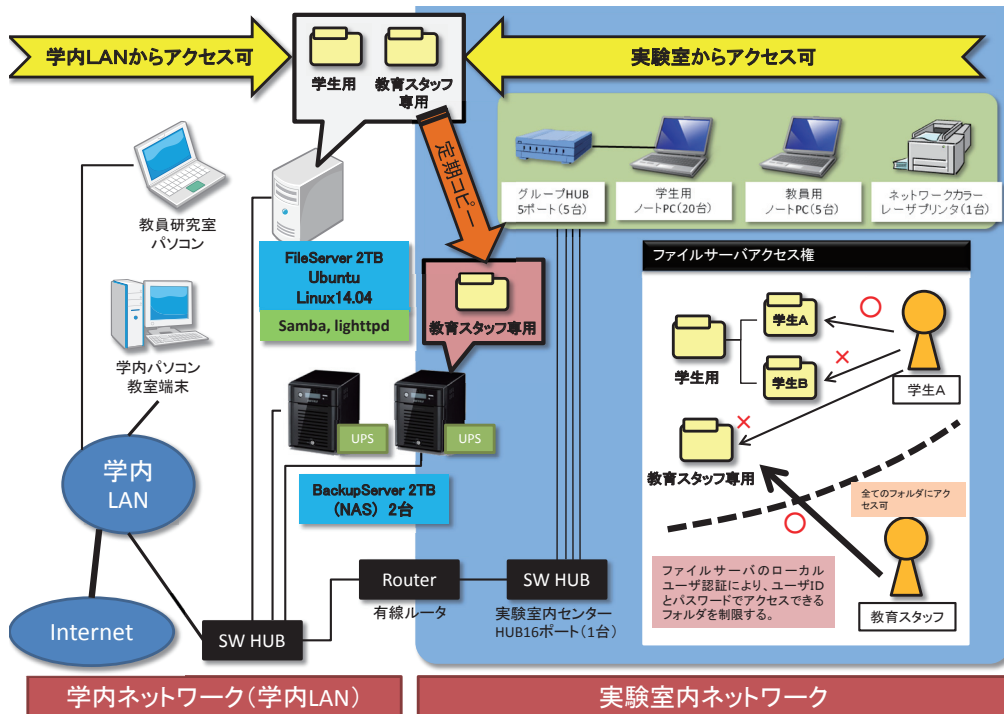 学内LANからアクセス可
学生用
教育スタッフ
専用
実験室からアクセス可
定期コピー
教員研究室
パソコン
学内パソコン
教室端末
FileServer 2TB
Ubuntu
Linux14.04
Samba, lighttpd
教育スタッフ専用
UPS
UPS
BackupServer 2TB
(NAS) 2台
グループHUB
5ポート(5台)
学生用
ノートPC(20台)
教員用
ノートPC(5台)
ネットワークカラー
レーザプリンタ(1台)
ファイルサーバアクセス権
学生A
学生B
学生用
学生A
教育スタッフ専用
全てのフォルダにアク
セス可
ファイルサーバのローカル
ユーザ認証により、ユーザID
とパスワードでアクセスできる
フォルダを制限する。
教育スタッフ
学内
LAN
Internet
SW HUB
Router
有線ルータ
SW HUB
実験室内センター
HUB16ポート(1台)
学内ネットワーク(学内LAN)
実験室内ネットワーク